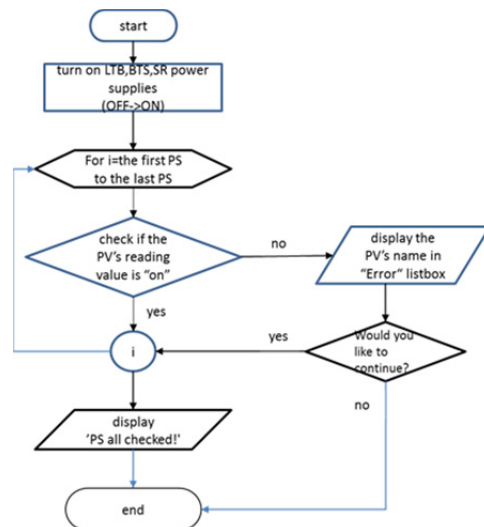 start
turn on LTB,BTS,SR power
supplies
(OFF->ON)
For i=the first PS
to the last PS
check if the
PV's reading
value is "on"
no
display the
PV's name in
"Error" listbox
yes
i
yes
Would you
like to
continue?
no
display
'PS all checked!'
end